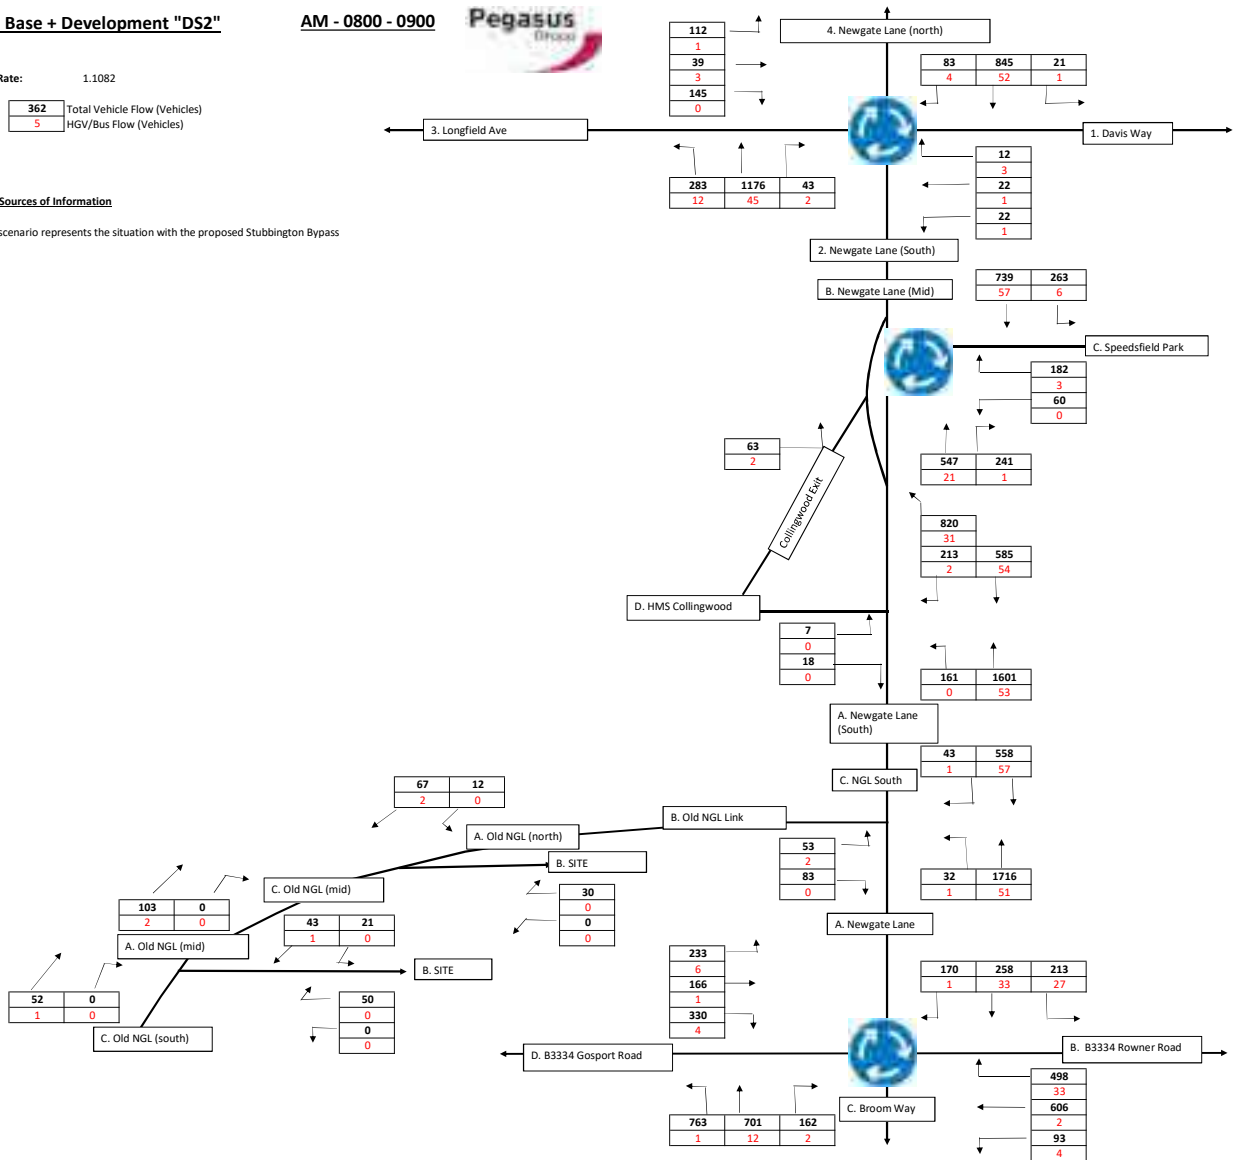 Base + Development "DS2"
AM - 0800 - 0900
Pegasus
Group
Rate: 1.1082
362 Total Vehicle Flow (Vehicles)
5 HGV/Bus Flow (Vehicles)
Sources of Information
scenario represents the situation with the proposed Stubbington Bypass
112
1
39
3
145
0
4. Newgate Lane (north)
83 845 21
4 52 1
3. Longfield Ave
1. Davis Way
283 1176 43
12 45 2
12
3
22
1
22
1
2. Newgate Lane (South)
B. Newgate Lane (Mid)
739 263
57 6
C. Speedsfield Park
182
3
60
0
63
2
547 241
21 1
Collingwood Exit
820
31
213 585
2 54
D. HMS Collingwood
7
0
18
0
161 1601
0 53
A. Newgate Lane
(South)
43 558
1 57
C. NGL South
67 12
2 0
B. Old NGL Link
A. Old NGL (north)
B. SITE
53
2
83
0
32 1716
1 51
C. Old NGL (mid)
30
0
0
0
103 0
2 0
43 21
1 0
A. Newgate Lane
A. Old NGL (mid)
B. SITE
233
6
166
1
330
4
170 258 213
1 33 27
52 0
1 0
50
0
0
0
C. Old NGL (south)
D. B3334 Gosport Road
B. B3334 Rowner Road
C. Broom Way
763 701 162
1 12 2
498
33
606
2
93
4